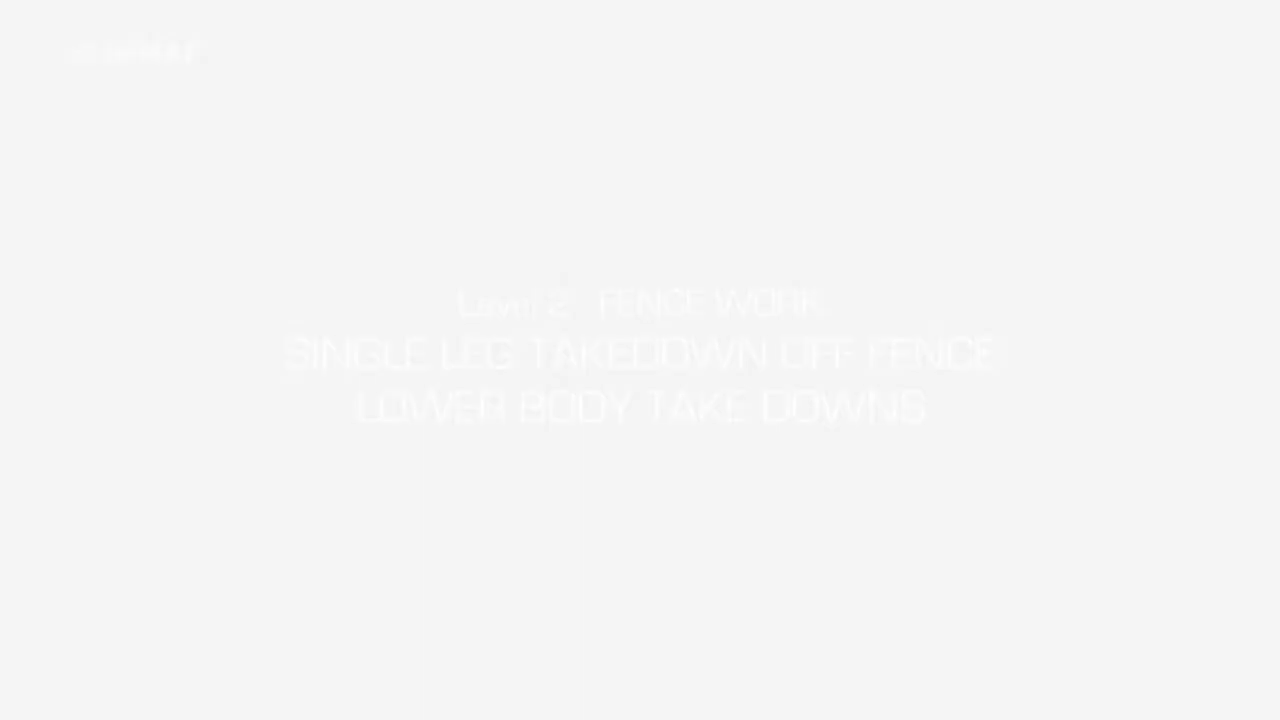 Level 2 FENCE WORK
SINGLE LEG TAKEDOWN OFF FENCE
LOWER BODY TAKE DOWNS